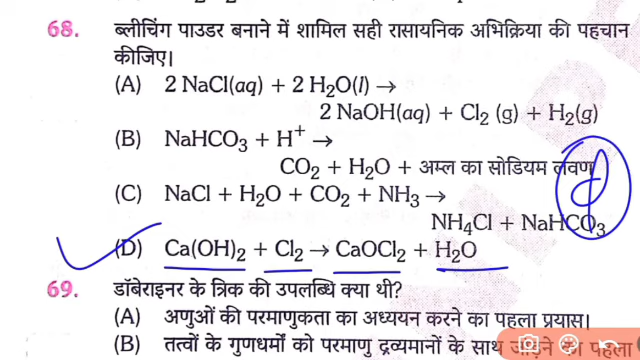 68. ब्लीचिंग पाउडर बनाने में शामिल सही रासायनिक अभिक्रिया की पहचान
कीजिए।
(A) 2 NaCl(aq) + 2 H₂O(l) →
2 NaOH(aq) + Cl₂ (g) + H₂(g)
(B) NaHCO₃ + H⁺ →
CO₂ + H₂O + अम्ल का सोडियम लवण
(C) NaCl + H₂O + CO₂ + NH₃ →
NH₄Cl + NaHCO₃
(D) Ca(OH)₂ + Cl₂ → CaOCl₂ + H₂O
69. डॉबेराइनर के त्रिक की उपलब्धि क्या थी?
(A) अणुओं की परमाणुकता का अध्ययन करने का पहला प्रयास।
(B) तत्वों के गुणधर्मों को परमाणु द्रव्यमानों के साथ जोड़ने का पहला